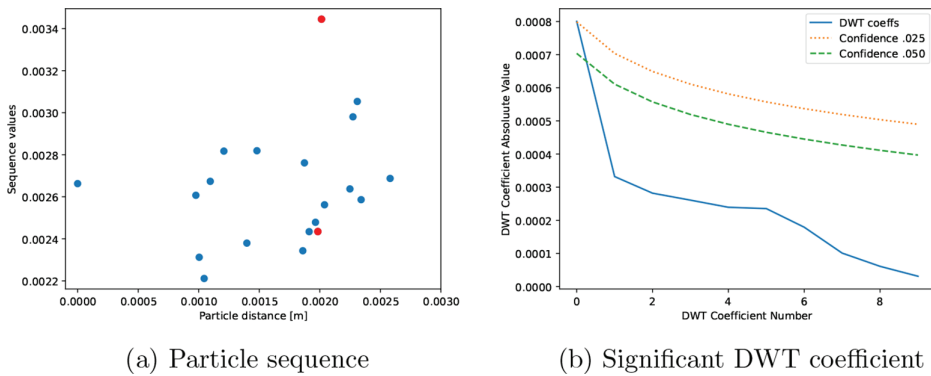 0.0034
0.0032
0.0030
0.0028
0.0026
0.0024
0.0022
Sequence values
0.0000 0.0005 0.0010 0.0015 0.0020 0.0025 0.0030
Particle distance [m]
(a) Particle sequence
0.0008
0.0007
0.0006
0.0005
0.0004
0.0003
0.0002
0.0001
0.0000
DWT Coefficient Absoluute Value
DWT coeffs
Confidence .025
Confidence .050
0 2 4 6 8
DWT Coefficient Number
(b) Significant DWT coefficient